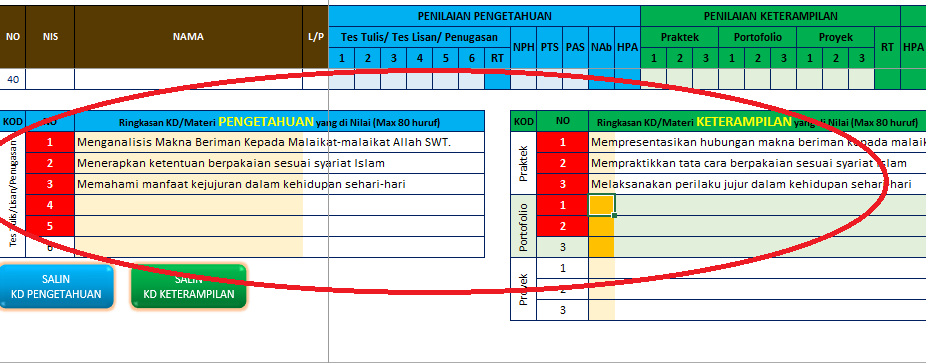 NO NIS NAMA L/P PENILAIAN PENGETAHUAN PENILAIAN KETERAMPILAN
Tes Tulis/ Tes Lisan/ Penugasan NPH PTS PAS NAb HPA Praktek Portofolio Proyek RT HPA
1 2 3 4 5 6 RT 1 2 3 1 2 3 1 2 3
40
KOD NO Ringkasan KD/Materi PENGETAHUAN yang di Nilai (Max 80 huruf)
Tes Tulis/Lisan/Penugasan
1 Menganalisis Makna Beriman Kepada Malaikat-malaikat Allah SWT.
2 Menerapkan ketentuan berpakaian sesuai syariat Islam
3 Memahami manfaat kejujuran dalam kehidupan sehari-hari
4
5
6
SALIN
KD PENGETAHUAN
SALIN
KD KETERAMPILAN
KOD NO Ringkasan KD/Materi KETERAMPILAN yang di Nilai (Max 80 huruf)
Praktek
1 Mempresentasikan hubungan makna beriman kepada malaik
2 Mempraktikkan tata cara berpakaian sesuai syariat Islam
3 Melaksanakan perilaku jujur dalam kehidupan sehari-hari
Portofolio
1
2
3
Proyek
1
2
3